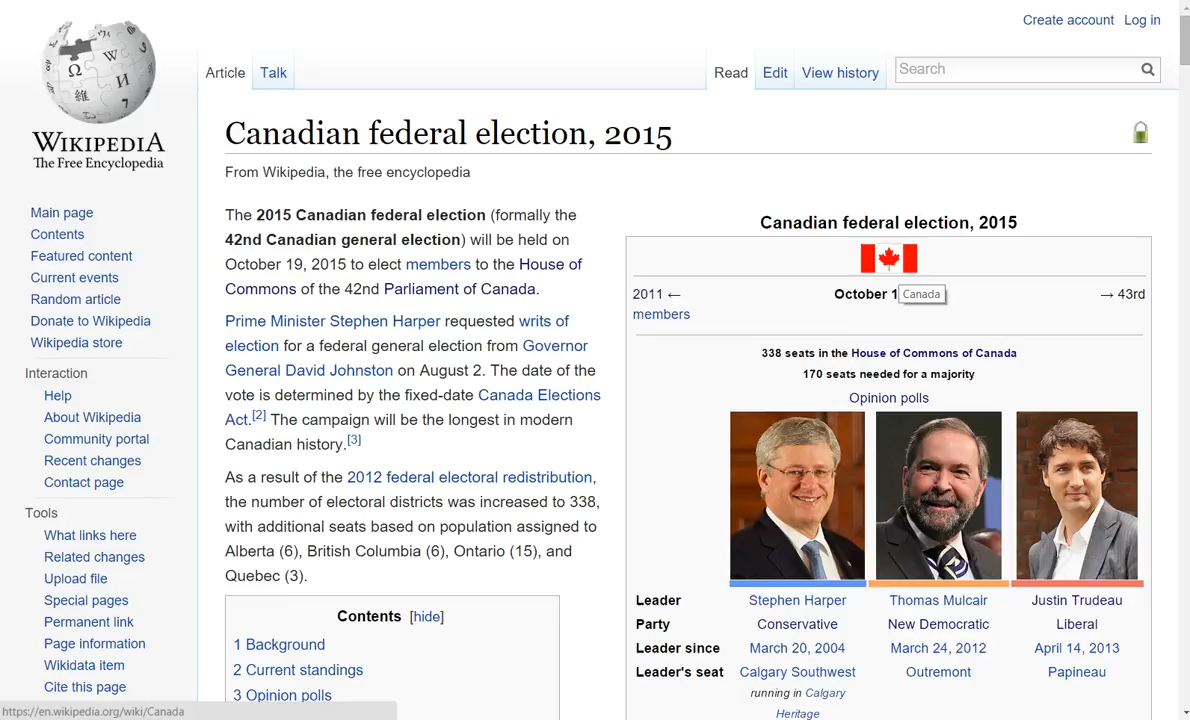 Create account Log in
Article Talk Read Edit View history Search
WIKIPEDIA
The Free Encyclopedia
Main page
Contents
Featured content
Current events
Random article
Donate to Wikipedia
Wikipedia store
Interaction
Help
About Wikipedia
Community portal
Recent changes
Contact page
Tools
What links here
Related changes
Upload file
Special pages
Permanent link
Page information
Wikidata item
Cite this page
https://en.wikipedia.org/wiki/Canada
Canadian federal election, 2015
From Wikipedia, the free encyclopedia
The 2015 Canadian federal election (formally the
42nd Canadian general election) will be held on
October 19, 2015 to elect members to the House of
Commons of the 42nd Parliament of Canada.
Prime Minister Stephen Harper requested writs of
election for a federal general election from Governor
General David Johnston on August 2. The date of the
vote is determined by the fixed-date Canada Elections
Act.[2] The campaign will be the longest in modern
Canadian history.[3]
As a result of the 2012 federal electoral redistribution,
the number of electoral districts was increased to 338,
with additional seats based on population assigned to
Alberta (6), British Columbia (6), Ontario (15), and
Quebec (3).
Contents [hide]
1 Background
2 Current standings
3 Opinion polls
Canadian federal election, 2015
2011 ← October 1 Canada → 43rd
members
338 seats in the House of Commons of Canada
170 seats needed for a majority
Opinion polls
Leader Stephen Harper Thomas Mulcair Justin Trudeau
Party Conservative New Democratic Liberal
Leader since March 20, 2004 March 24, 2012 April 14, 2013
Leader's seat Calgary Southwest Outremont Papineau
running in Calgary
Heritage